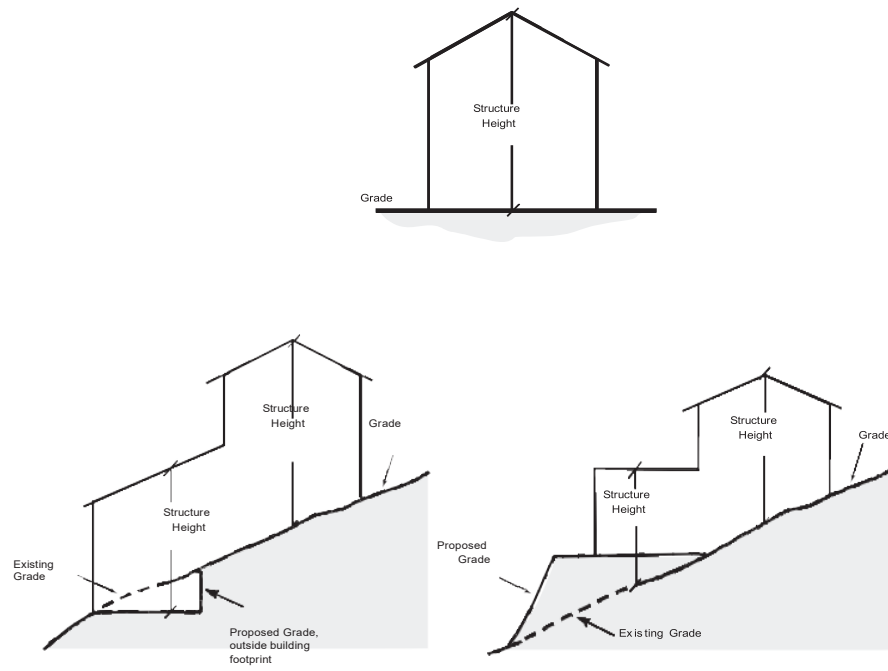 Structure
Height
Grade
Structure
Height
Grade
Structure
Height
Existing
Grade
Proposed Grade,
outside building
footprint
Structure
Height
Grade
Structure
Height
Proposed
Grade
Existing Grade